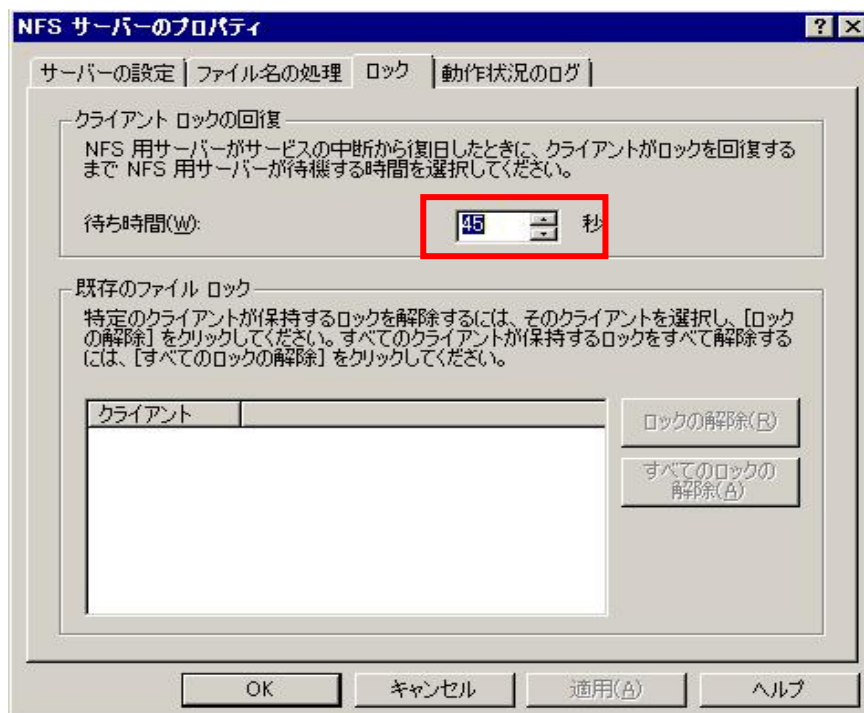 NFS サーバーのプロパティ
サーバーの設定 ファイル名の処理 ロック 動作状況のログ
クライアント ロックの回復
NFS 用サーバーがサービスの中断から復旧したときに、クライアントがロックを回復する
まで NFS 用サーバーが待機する時間を選択してください。
待ち時間(W): 45 秒
既存のファイル ロック
特定のクライアントが保持するロックを解除するには、そのクライアントを選択し、[ロック
の解除] をクリックしてください。すべてのクライアントが保持するロックをすべて解除する
には、[すべてのロックの解除] をクリックしてください。
クライアント
ロックの解除(R)
すべてのロックの
解除(A)
OK キャンセル 適用(A) ヘルプ